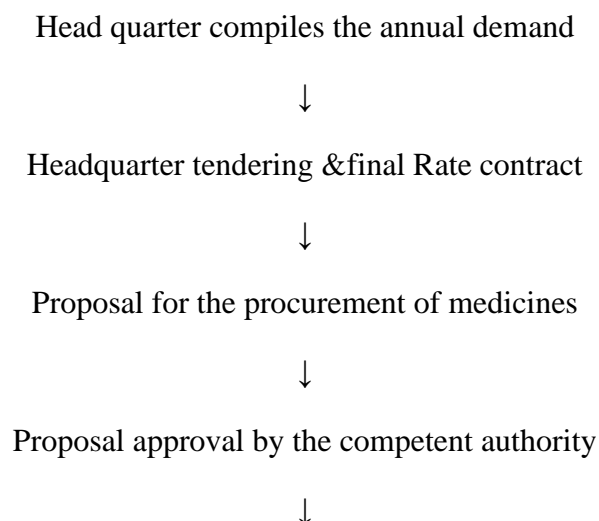 Head quarter compiles the annual demand
↓
Headquarter tendering &final Rate contract
↓
Proposal for the procurement of medicines
↓
Proposal approval by the competent authority
↓